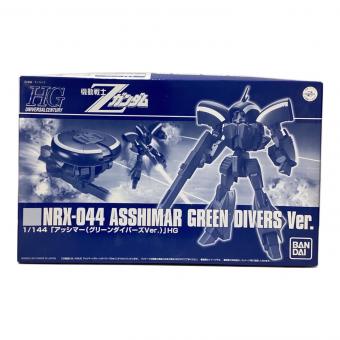 HG
UNIVERSAL CENTURY
機動戦士
Zガンダム
NRX-044 ASSHIMAR GREEN DIVERS Ver.
1/144「アッシマー(グリーンダイバーズVer.)」HG
BAN
DAI